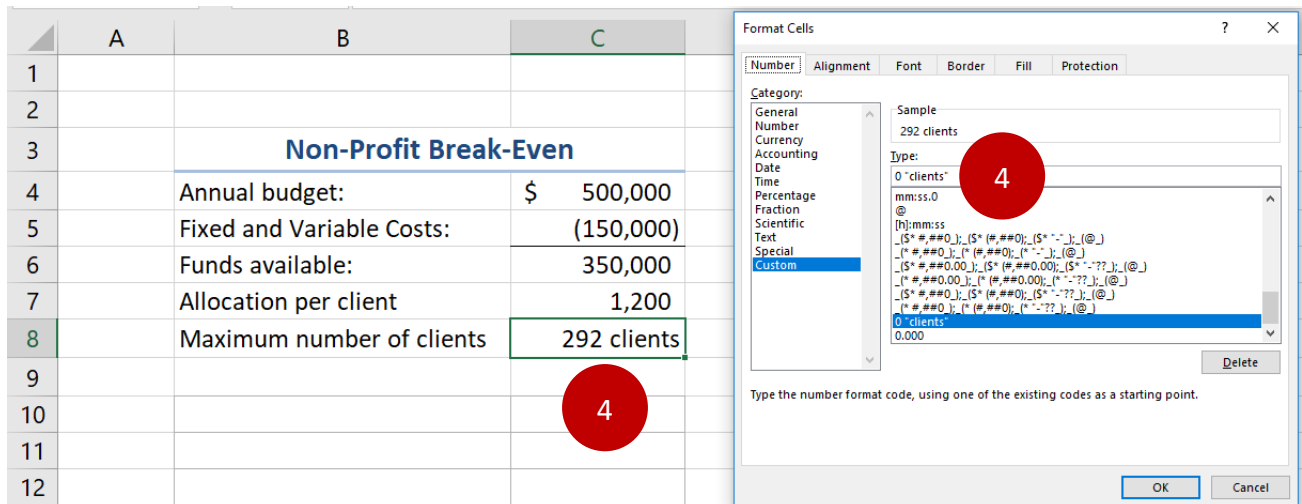 A B C
1
2
3 Non-Profit Break-Even
4 Annual budget: $ 500,000
5 Fixed and Variable Costs: (150,000)
6 Funds available: 350,000
7 Allocation per client 1,200
8 Maximum number of clients 292 clients
9
10 4
11
12
Format Cells ? X
Number Alignment Font Border Fill Protection
Category:
General
Number
Currency
Accounting
Date
Time
Percentage
Fraction
Scientific
Text
Special
Custom
Sample
292 clients
Type:
0 "clients"
4
mm:ss.0
@
[h]:mm:ss
_($* #,##0_);_($* (#,##0);_($* "-"_);_(@_)
_(* #,##0_);_(* (#,##0);_(* "-"_);_(@_)
_($* #,##0.00_);_($* (#,##0.00);_($* "-"??_);_(@_)
_(* #,##0.00_);_(* (#,##0.00);_(* "-"??_);_(@_)
_($* #,##0_);_($* (#,##0);_($* "-"??_);_(@_)
_(* #,##0_);_(* (#,##0);_(* "-"??_);_(@_)
0 "clients"
0.000
Delete
Type the number format code, using one of the existing codes as a starting point.
OK Cancel